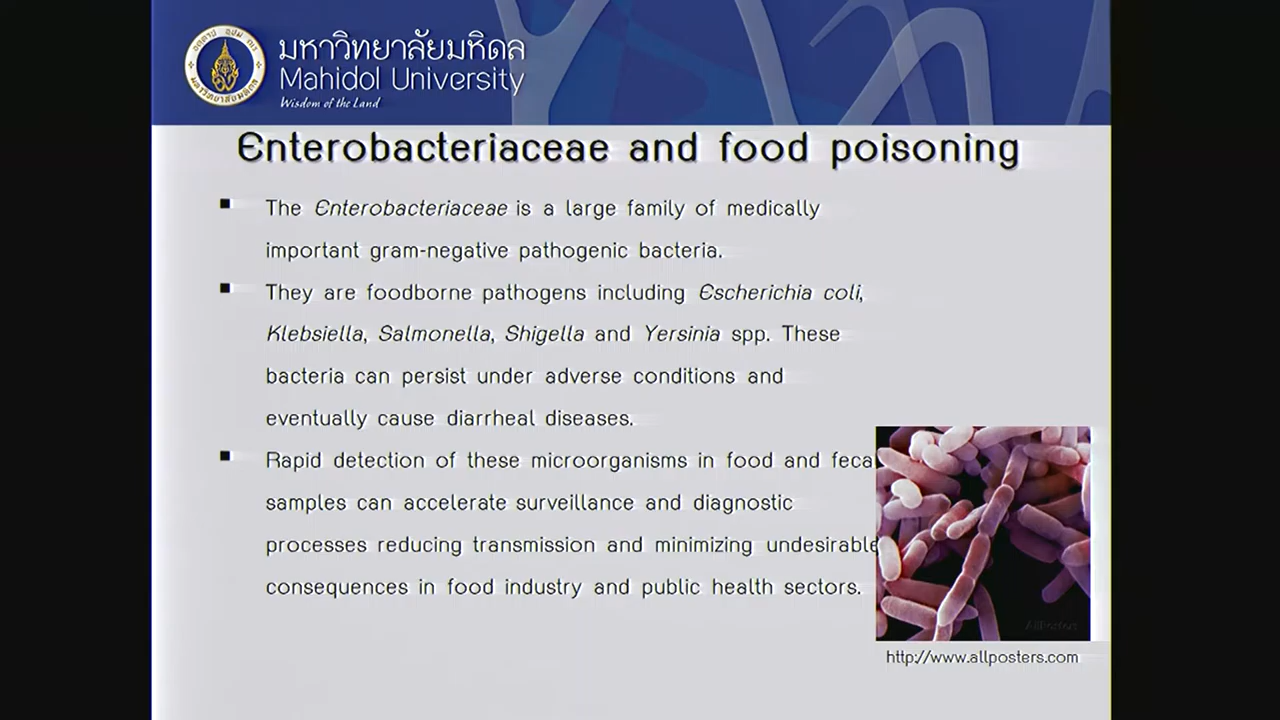 มหาวิทยาลัยมหิดล
Mahidol University
Wisdom of the Land
Enterobacteriaceae and food poisoning
▪ The Enterobacteriaceae is a large family of medically
important gram-negative pathogenic bacteria.
▪ They are foodborne pathogens including Escherichia coli,
Klebsiella, Salmonella, Shigella and Yersinia spp. These
bacteria can persist under adverse conditions and
eventually cause diarrheal diseases.
▪ Rapid detection of these microorganisms in food and feca
samples can accelerate surveillance and diagnostic
processes reducing transmission and minimizing undesirable
consequences in food industry and public health sectors.
AllPosters
http://www.allposters.com